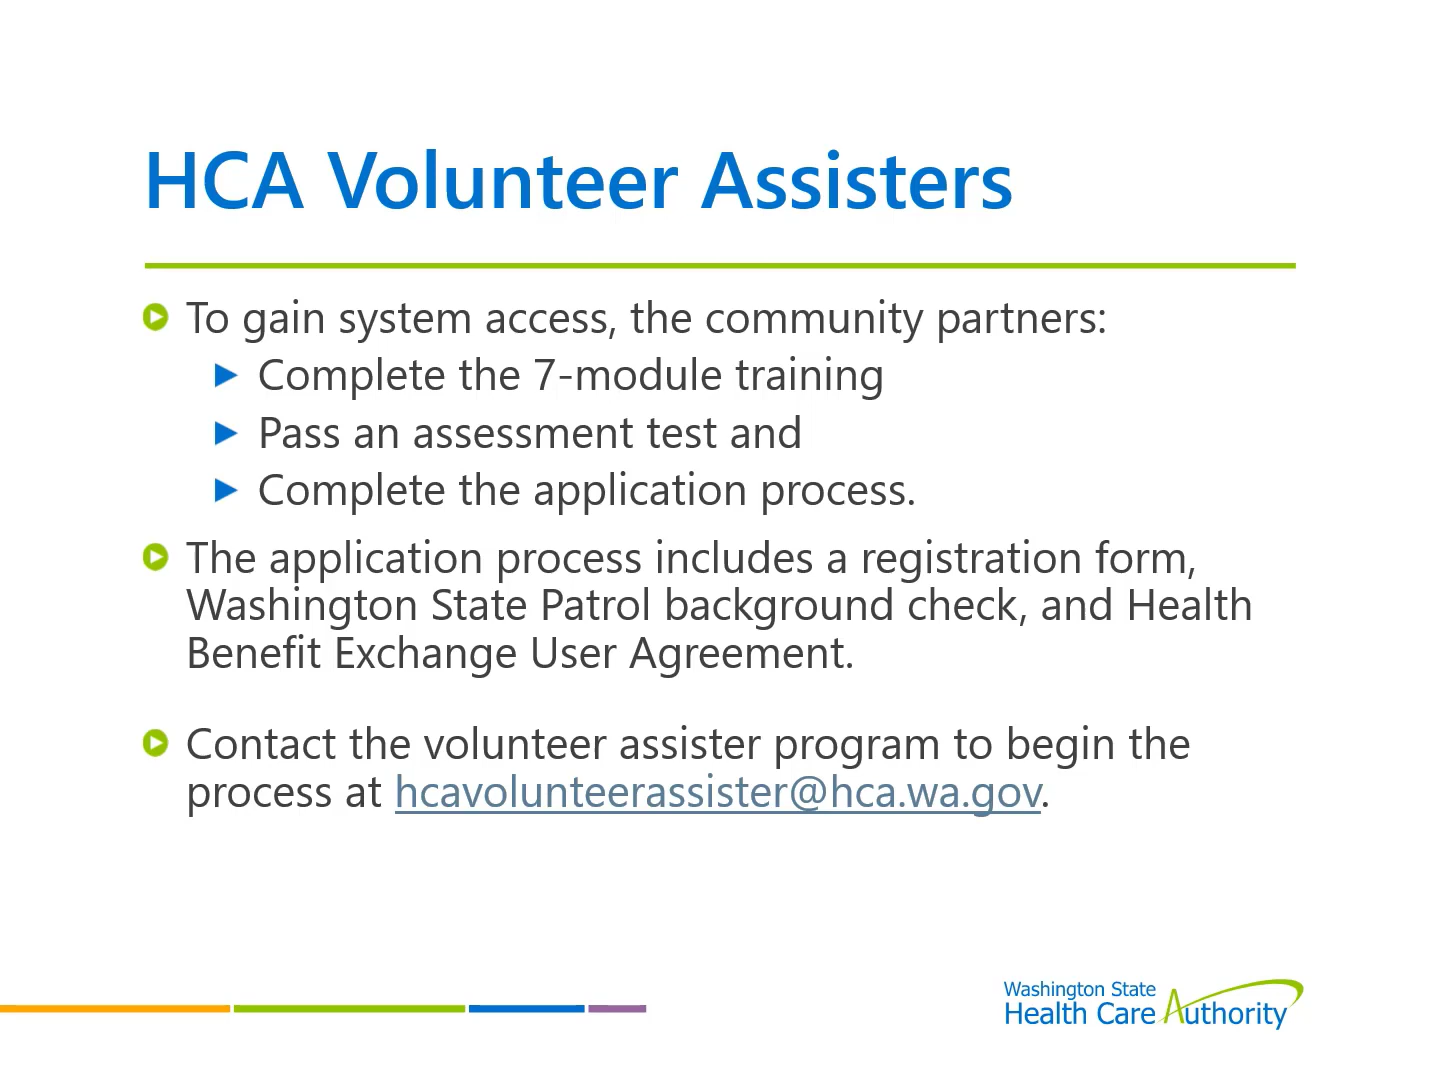 HCA Volunteer Assisters
To gain system access, the community partners:
Complete the 7-module training
Pass an assessment test and
Complete the application process.
The application process includes a registration form,
Washington State Patrol background check, and Health
Benefit Exchange User Agreement.
Contact the volunteer assister program to begin the
process at hcavolunteerassister@hca.wa.gov.
Washington State
Health Care Authority